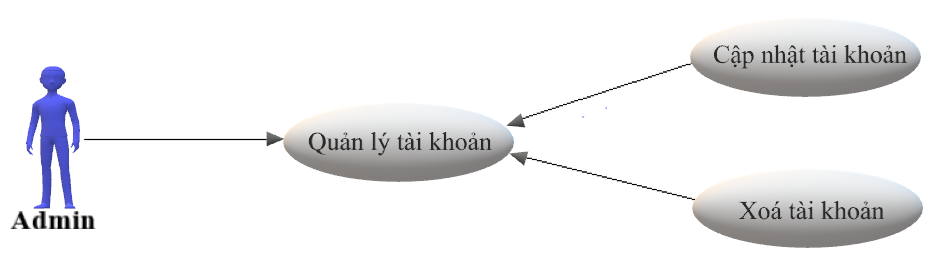 Cập nhật tài khoản
Quản lý tài khoản
Xoá tài khoản
Admin